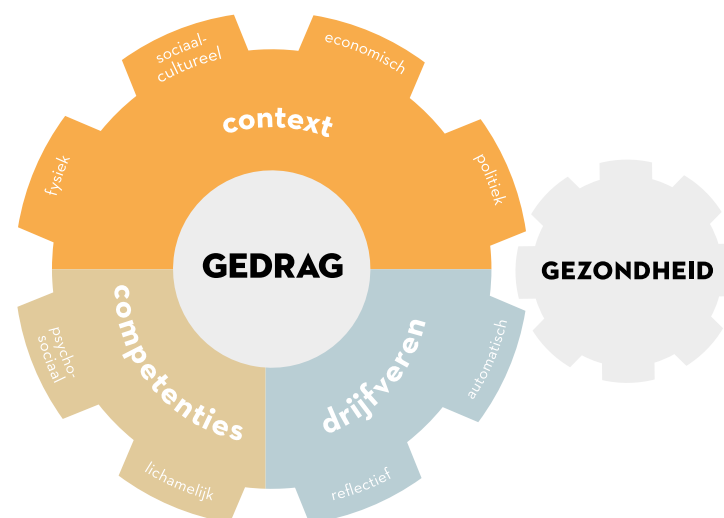 sociaal-
cultureel
economisch
context
fysiek
politiek
GEDRAG
GEZONDHEID
psycho-
sociaal
competenties
drijfveren
automatisch
lichamelijk
reflectief